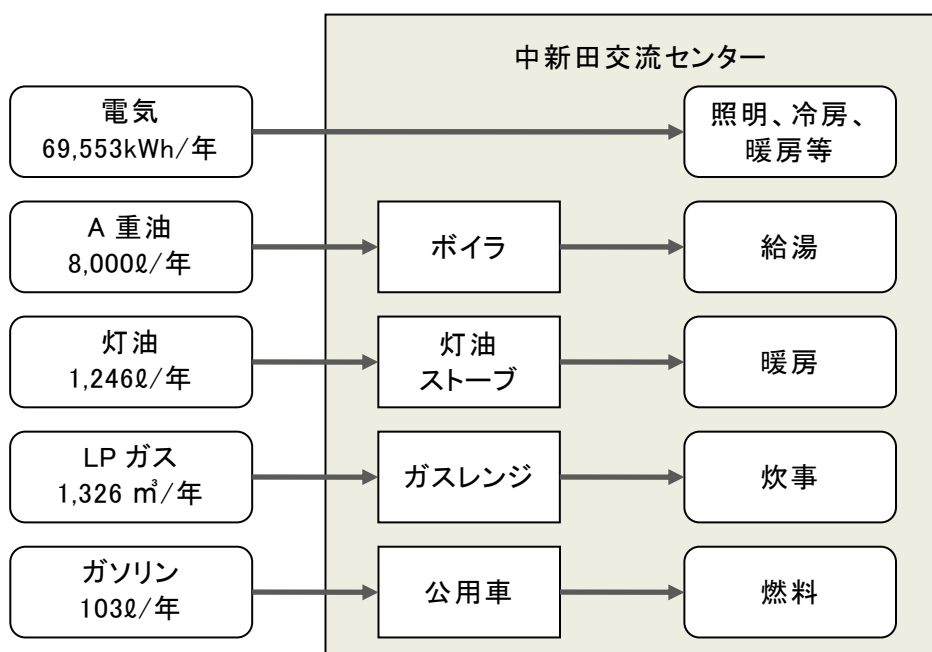 中新田交流センター
電気
69,553kWh/年
照明、冷房、
暖房等
A 重油
8,000ℓ/年
ボイラ
給湯
灯油
1,246ℓ/年
灯油
ストーブ
暖房
LP ガス
1,326 ㎥/年
ガスレンジ
炊事
ガソリン
103ℓ/年
公用車
燃料